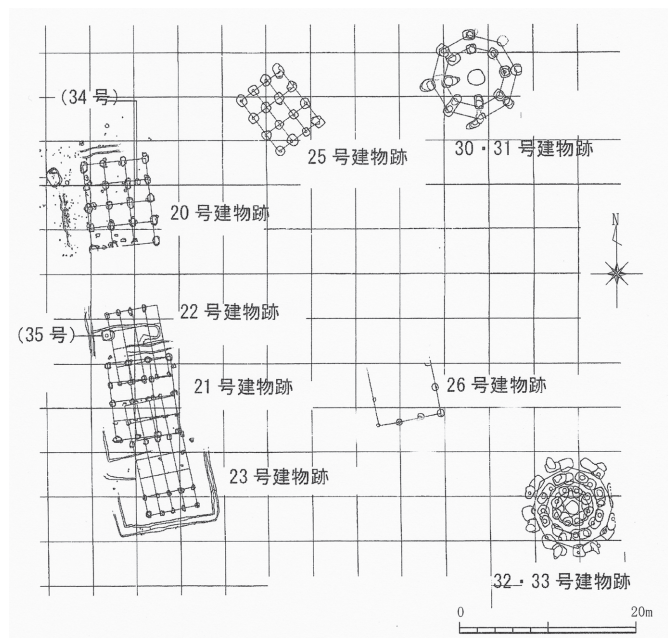 (34 号)
25 号建物跡
30・31 号建物跡
20 号建物跡
N
22 号建物跡
(35 号)
21 号建物跡
26 号建物跡
23 号建物跡
32・33 号建物跡
0 20m